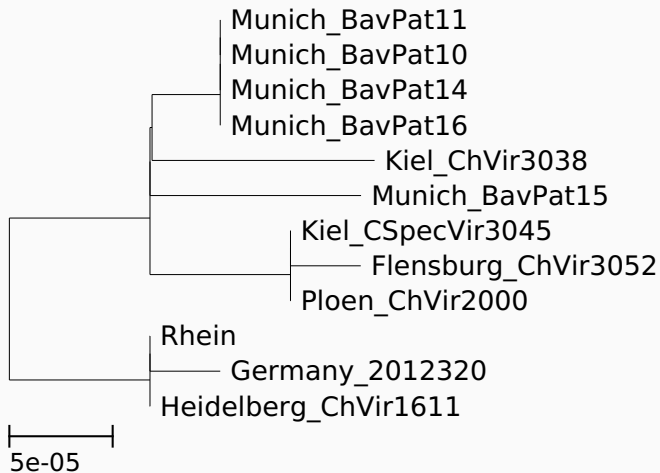 Munich_BavPat11
Munich_BavPat10
Munich_BavPat14
Munich_BavPat16
Kiel_ChVir3038
Munich_BavPat15
Kiel_CSpecVir3045
Flensburg_ChVir3052
Ploen_ChVir2000
Rhein
Germany_2012320
Heidelberg_ChVir1611
5e-05